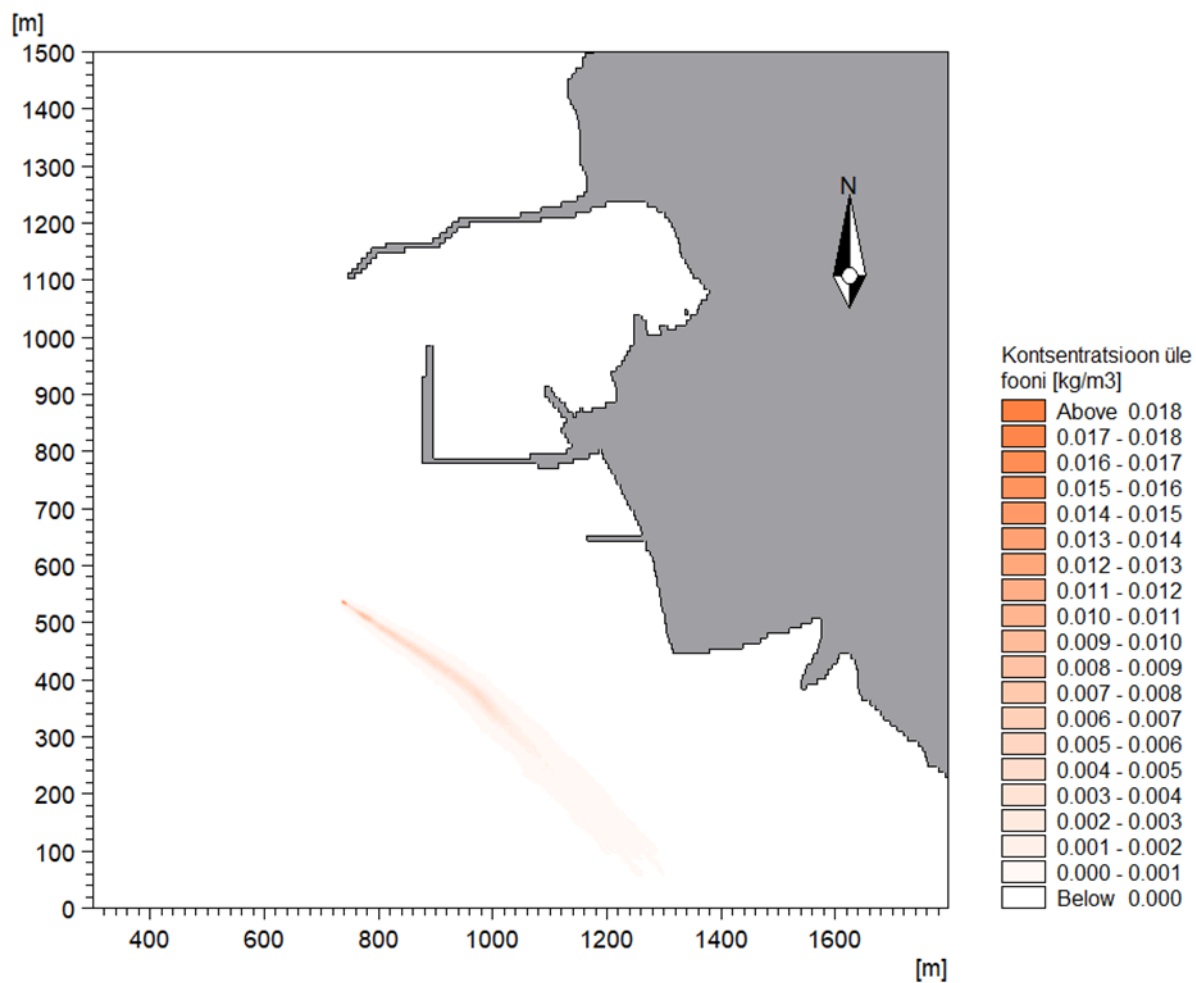 [m]
1500
1400
1300
1200
1100
1000
900
800
700
600
500
400
300
200
100
0
400 600 800 1000 1200 1400 1600
[m]
N
Kontsentratsioon üle
fooni [kg/m3]
Above 0.018
0.017 - 0.018
0.016 - 0.017
0.015 - 0.016
0.014 - 0.015
0.013 - 0.014
0.012 - 0.013
0.011 - 0.012
0.010 - 0.011
0.009 - 0.010
0.008 - 0.009
0.007 - 0.008
0.006 - 0.007
0.005 - 0.006
0.004 - 0.005
0.003 - 0.004
0.002 - 0.003
0.001 - 0.002
0.000 - 0.001
Below 0.000